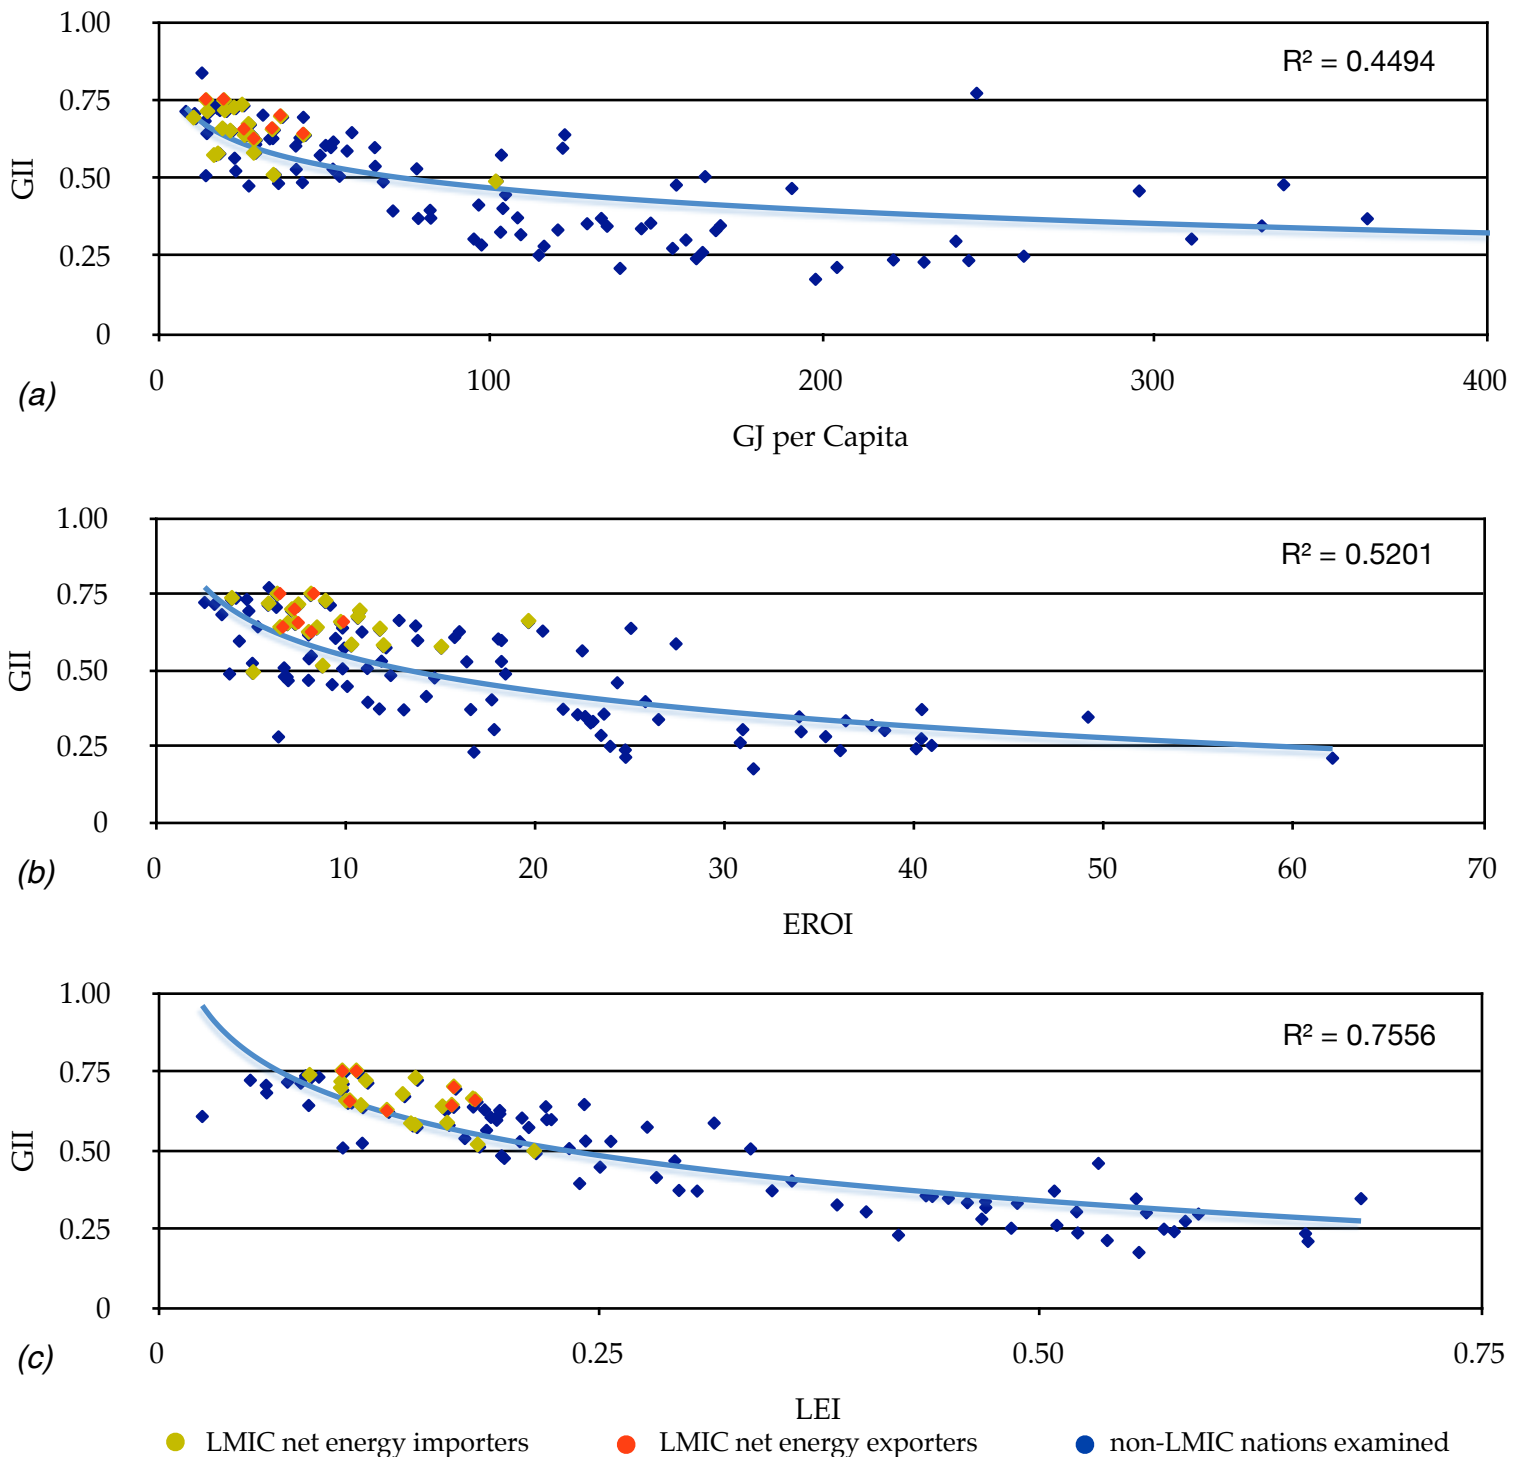 1.00
0.75
0.50
0.25
0
GII
R² = 0.4494
0 100 200 300 400
(a)
GJ per Capita
1.00
0.75
0.50
0.25
0
GII
R² = 0.5201
0 10 20 30 40 50 60 70
(b)
EROI
1.00
0.75
0.50
0.25
0
GII
R² = 0.7556
0 0.25 0.50 0.75
(c)
LEI
LMIC net energy importers LMIC net energy exporters non-LMIC nations examined